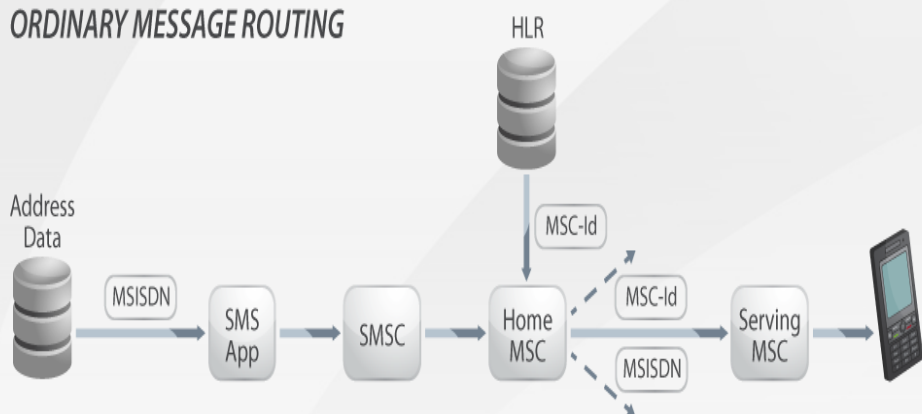 ORDINARY MESSAGE ROUTING
HLR
MSC-Id
Address
Data
MSISDN
SMS
App
SMSC
Home
MSC
MSC-Id
MSISDN
Serving
MSC